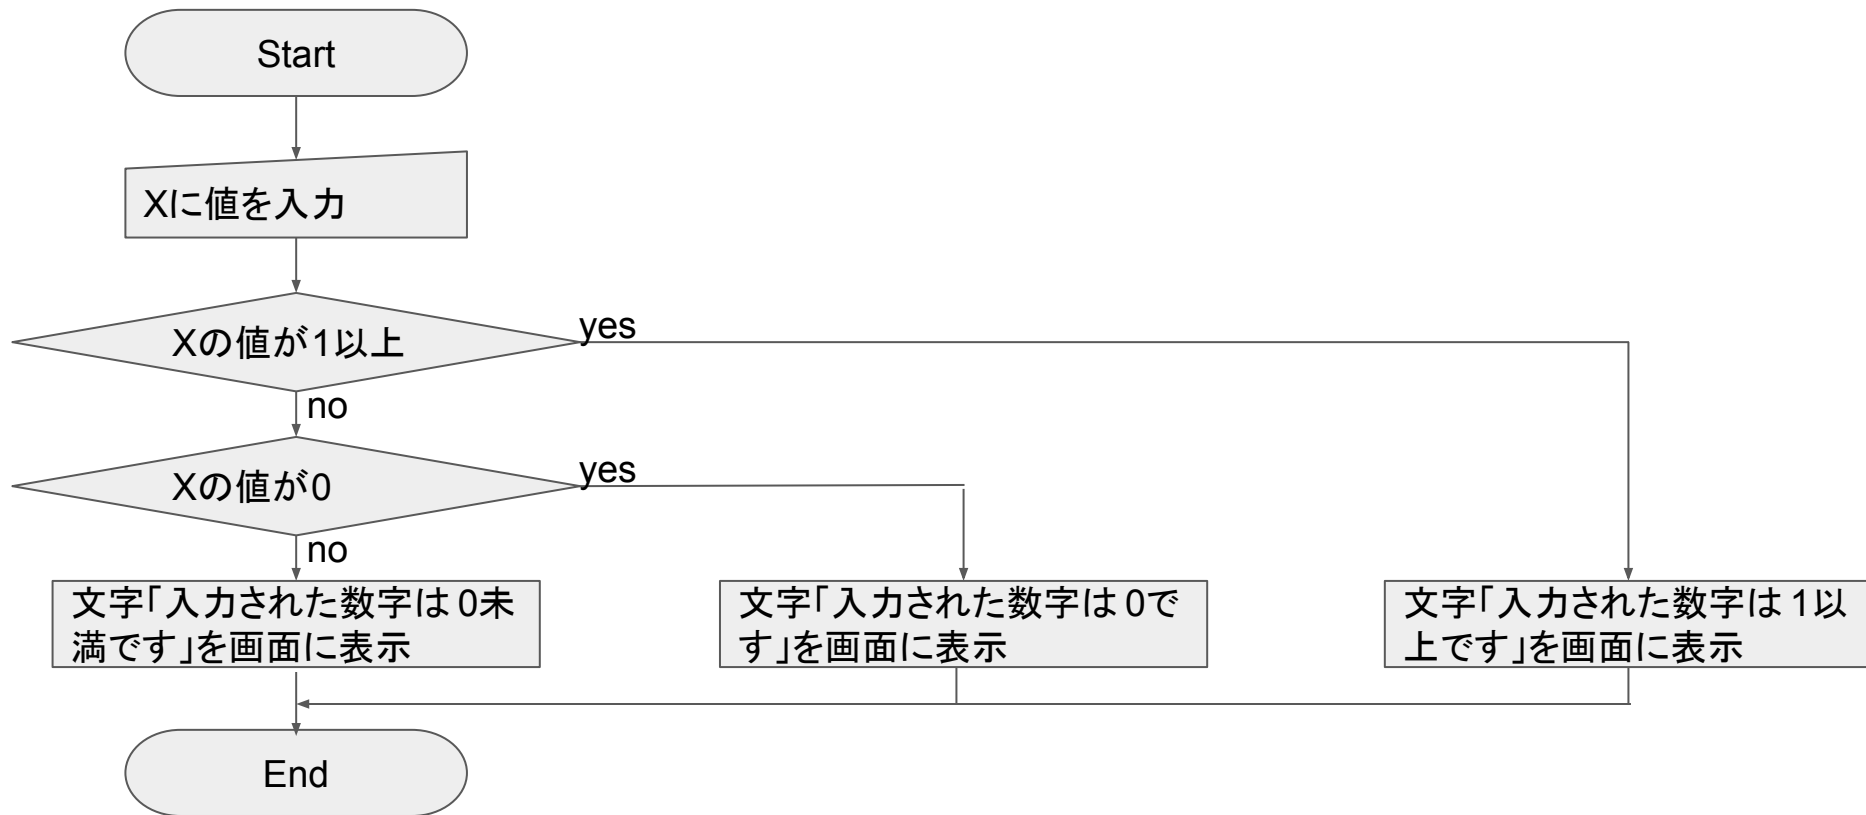 Start
Xに値を入力
Xの値が1以上
yes
no
Xの値が0
yes
no
文字｢入力された数字は0未
満です｣を画面に表示
文字｢入力された数字は0で
す｣を画面に表示
文字｢入力された数字は1以
上です｣を画面に表示
End